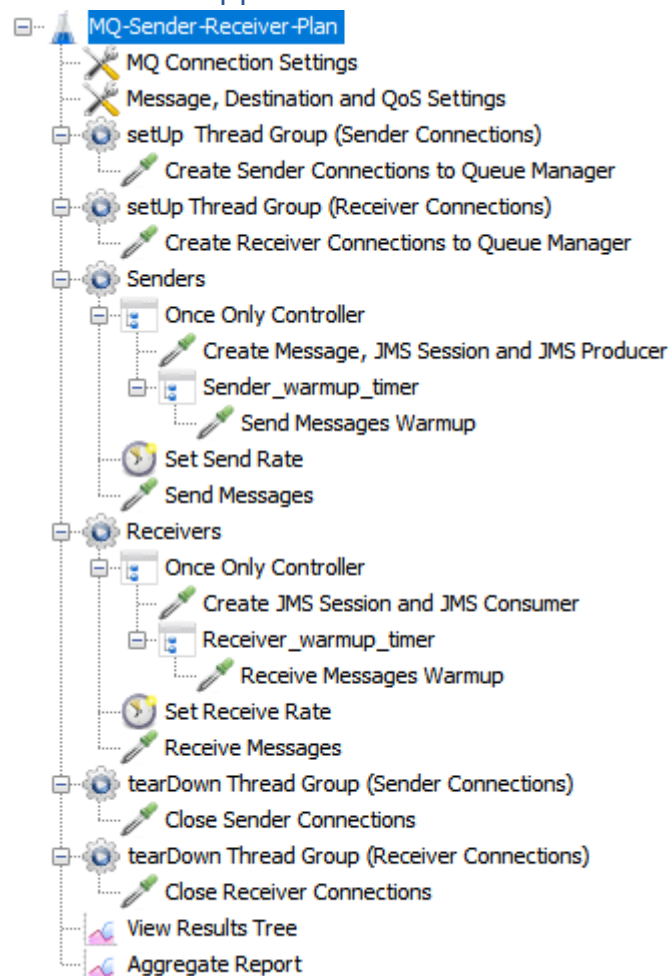 MQ-Sender-Receiver-Plan
MQ Connection Settings
Message, Destination and QoS Settings
setUp  Thread Group (Sender Connections)
Create Sender Connections to Queue Manager
setUp Thread Group (Receiver Connections)
Create Receiver Connections to Queue Manager
Senders
Once Only Controller
Create Message, JMS Session and JMS Producer
Sender_warmup_timer
Send Messages Warmup
Set Send Rate
Send Messages
Receivers
Once Only Controller
Create JMS Session and JMS Consumer
Receiver_warmup_timer
Receive Messages Warmup
Set Receive Rate
Receive Messages
tearDown Thread Group (Sender Connections)
Close Sender Connections
tearDown Thread Group (Receiver Connections)
Close Receiver Connections
View Results Tree
Aggregate Report